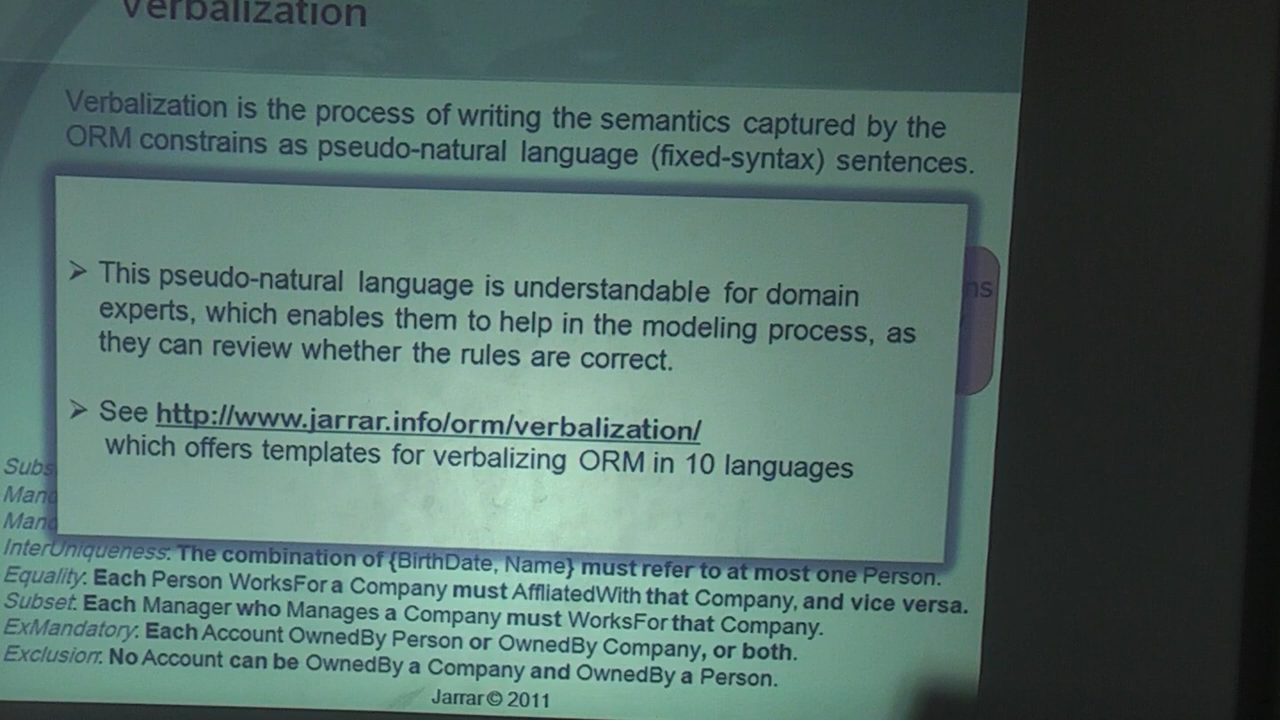 Verbalization
Verbalization is the process of writing the semantics captured by the
ORM constrains as pseudo-natural language (fixed-syntax) sentences.
➢ This pseudo-natural language is understandable for domain
experts, which enables them to help in the modeling process, as
they can review whether the rules are correct.
➢ See http://www.jarrar.info/orm/verbalization/
which offers templates for verbalizing ORM in 10 languages
InterUniqueness: The combination of {BirthDate, Name} must refer to at most one Person.
Equality: Each Person WorksFor a Company must AffliatedWith that Company, and vice versa.
Subset: Each Manager who Manages a Company must WorksFor that Company.
ExMandatory: Each Account OwnedBy Person or OwnedBy Company, or both.
Exclusion: No Account can be OwnedBy a Company and OwnedBy a Person.
Jarrar © 2011